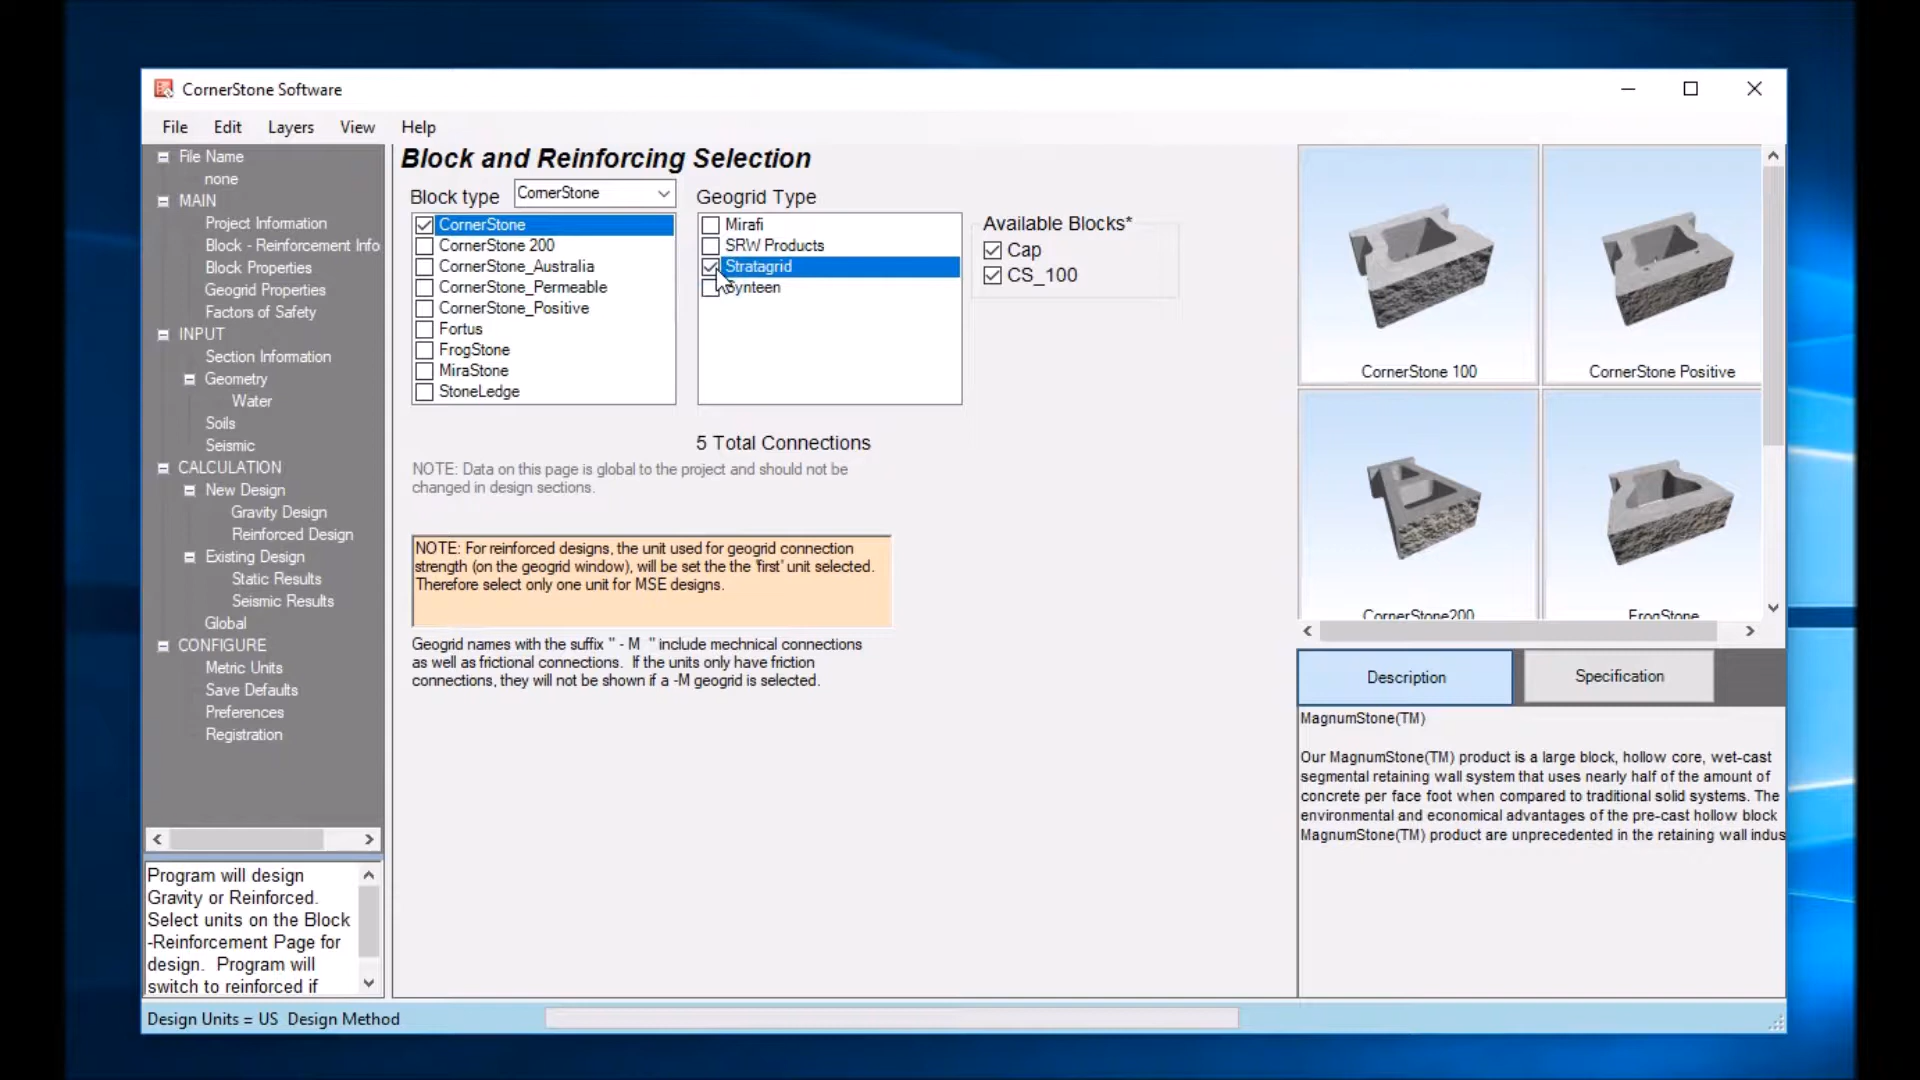 CornerStone Software
File Edit Layers View Help
File Name
none
MAIN
Project Information
Block - Reinforcement Info
Block Properties
Geogrid Properties
Factors of Safety
INPUT
Section Information
Geometry
Water
Soils
Seismic
CALCULATION
New Design
Gravity Design
Reinforced Design
Existing Design
Static Results
Seismic Results
Global
CONFIGURE
Metric Units
Save Defaults
Preferences
Registration
Program will design
Gravity or Reinforced.
Select units on the Block
-Reinforcement Page for
design. Program will
switch to reinforced if
Block and Reinforcing Selection
Block type CornerStone
CornerStone
CornerStone 200
CornerStone_Australia
CornerStone_Permeable
CornerStone_Positive
Fortus
FrogStone
MiraStone
StoneLedge
Geogrid Type
Mirafi
SRW Products
Stratagrid
Synteen
Available Blocks*
Cap
CS_100
5 Total Connections
NOTE: Data on this page is global to the project and should not be
changed in design sections.
NOTE: For reinforced designs, the unit used for geogrid connection
strength (on the geogrid window), will be set the the 'first' unit selected.
Therefore select only one unit for MSE designs.
Geogrid names with the suffix " - M " include mechnical connections
as well as frictional connections. If the units only have friction
connections, they will not be shown if a -M geogrid is selected.
CornerStone 100
CornerStone Positive
CornerStone200
FrogStone
Description
Specification
MagnumStone(TM)
Our MagnumStone(TM) product is a large block, hollow core, wet-cast
segmental retaining wall system that uses nearly half of the amount of
concrete per face foot when compared to traditional solid systems. The
environmental and economical advantages of the pre-cast hollow block
MagnumStone(TM) product are unprecedented in the retaining wall indus
Design Units = US Design Method